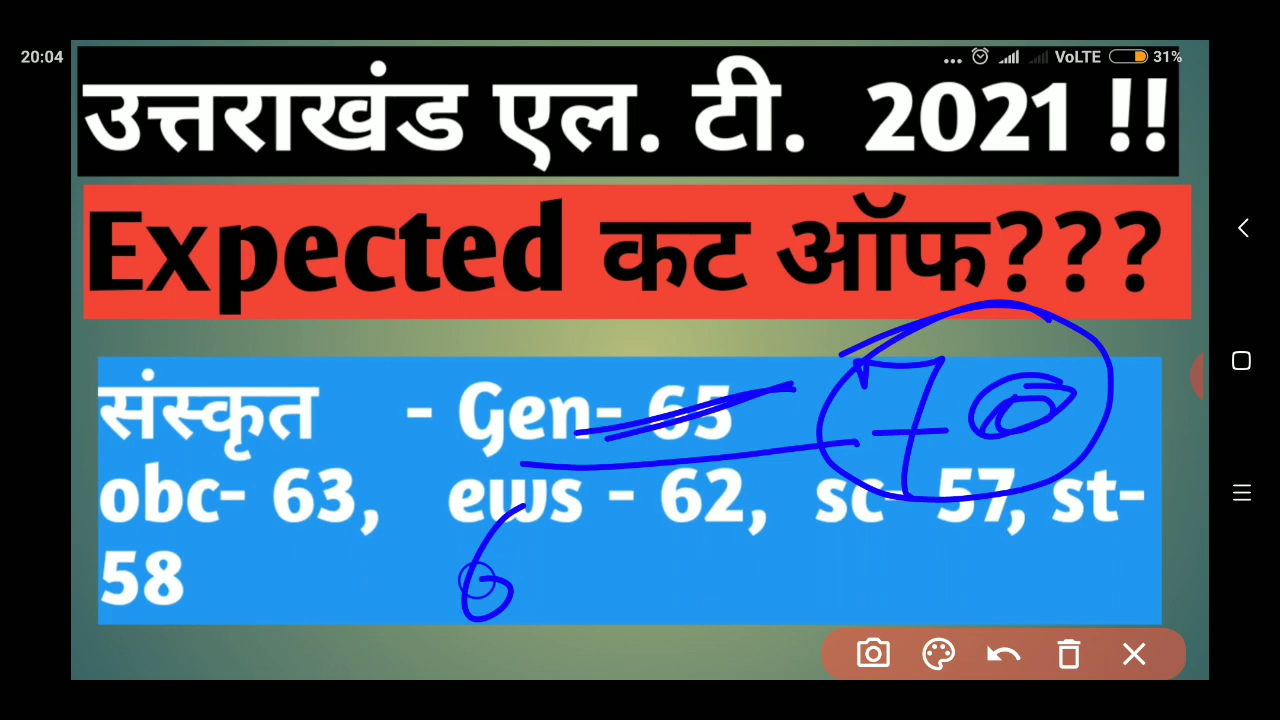 20:04
... VoLTE 31%
उत्तराखंड एल. टी. 2021 !!
Expected कट ऑफ???
संस्कृत - Gen- 65 70
obc- 63, ews - 62, sc- 57, st-
58 6